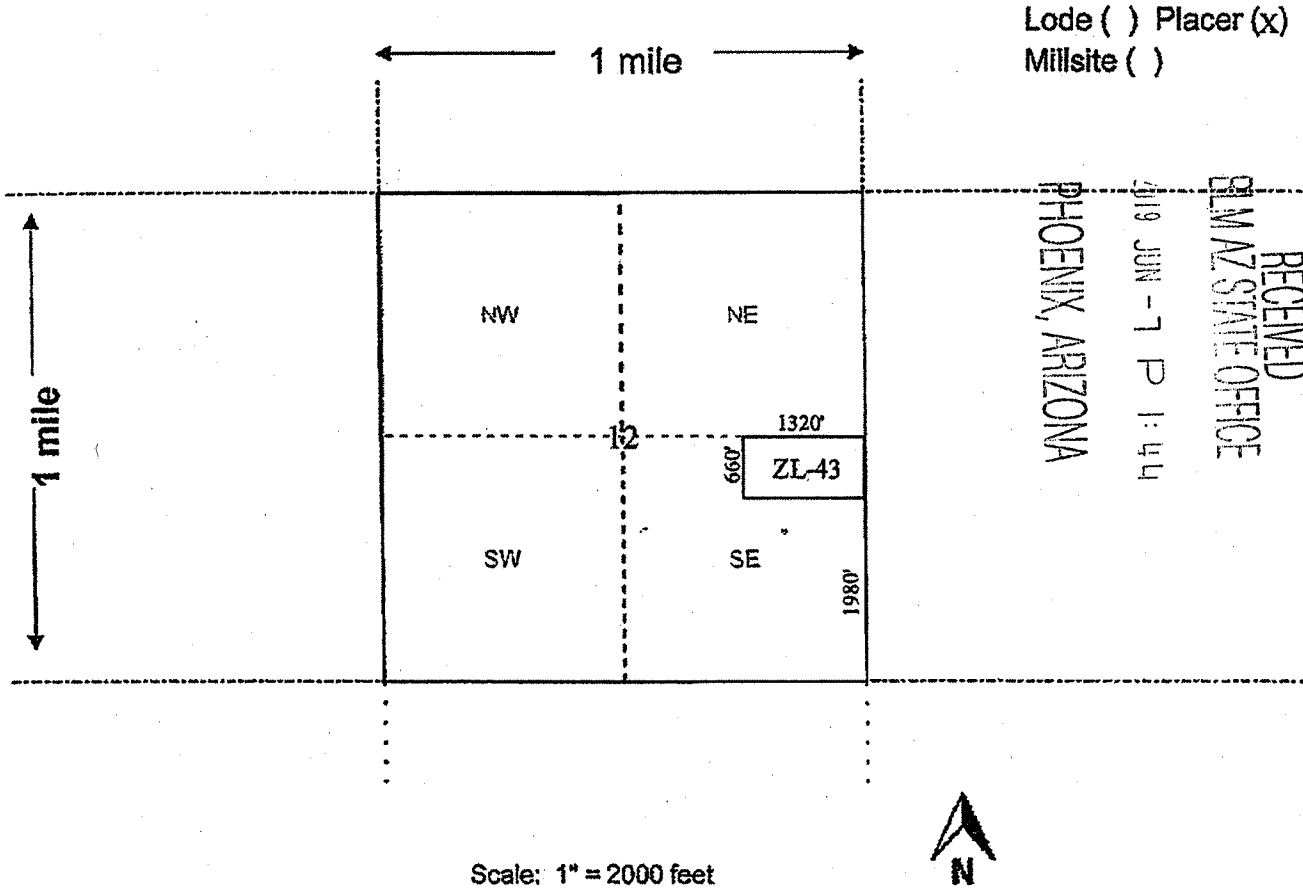 Lode ( ) Placer (x)
Millsite ( )
1 mile
RECEIVED
BLM AZ STATE OFFICE
2019 JUN -7 P 1:44
PHOENIX, ARIZONA
1 mile
NW
NE
12
1320'
660'
ZL-43
SW
SE
1980'
Scale: 1" = 2000 feet
N